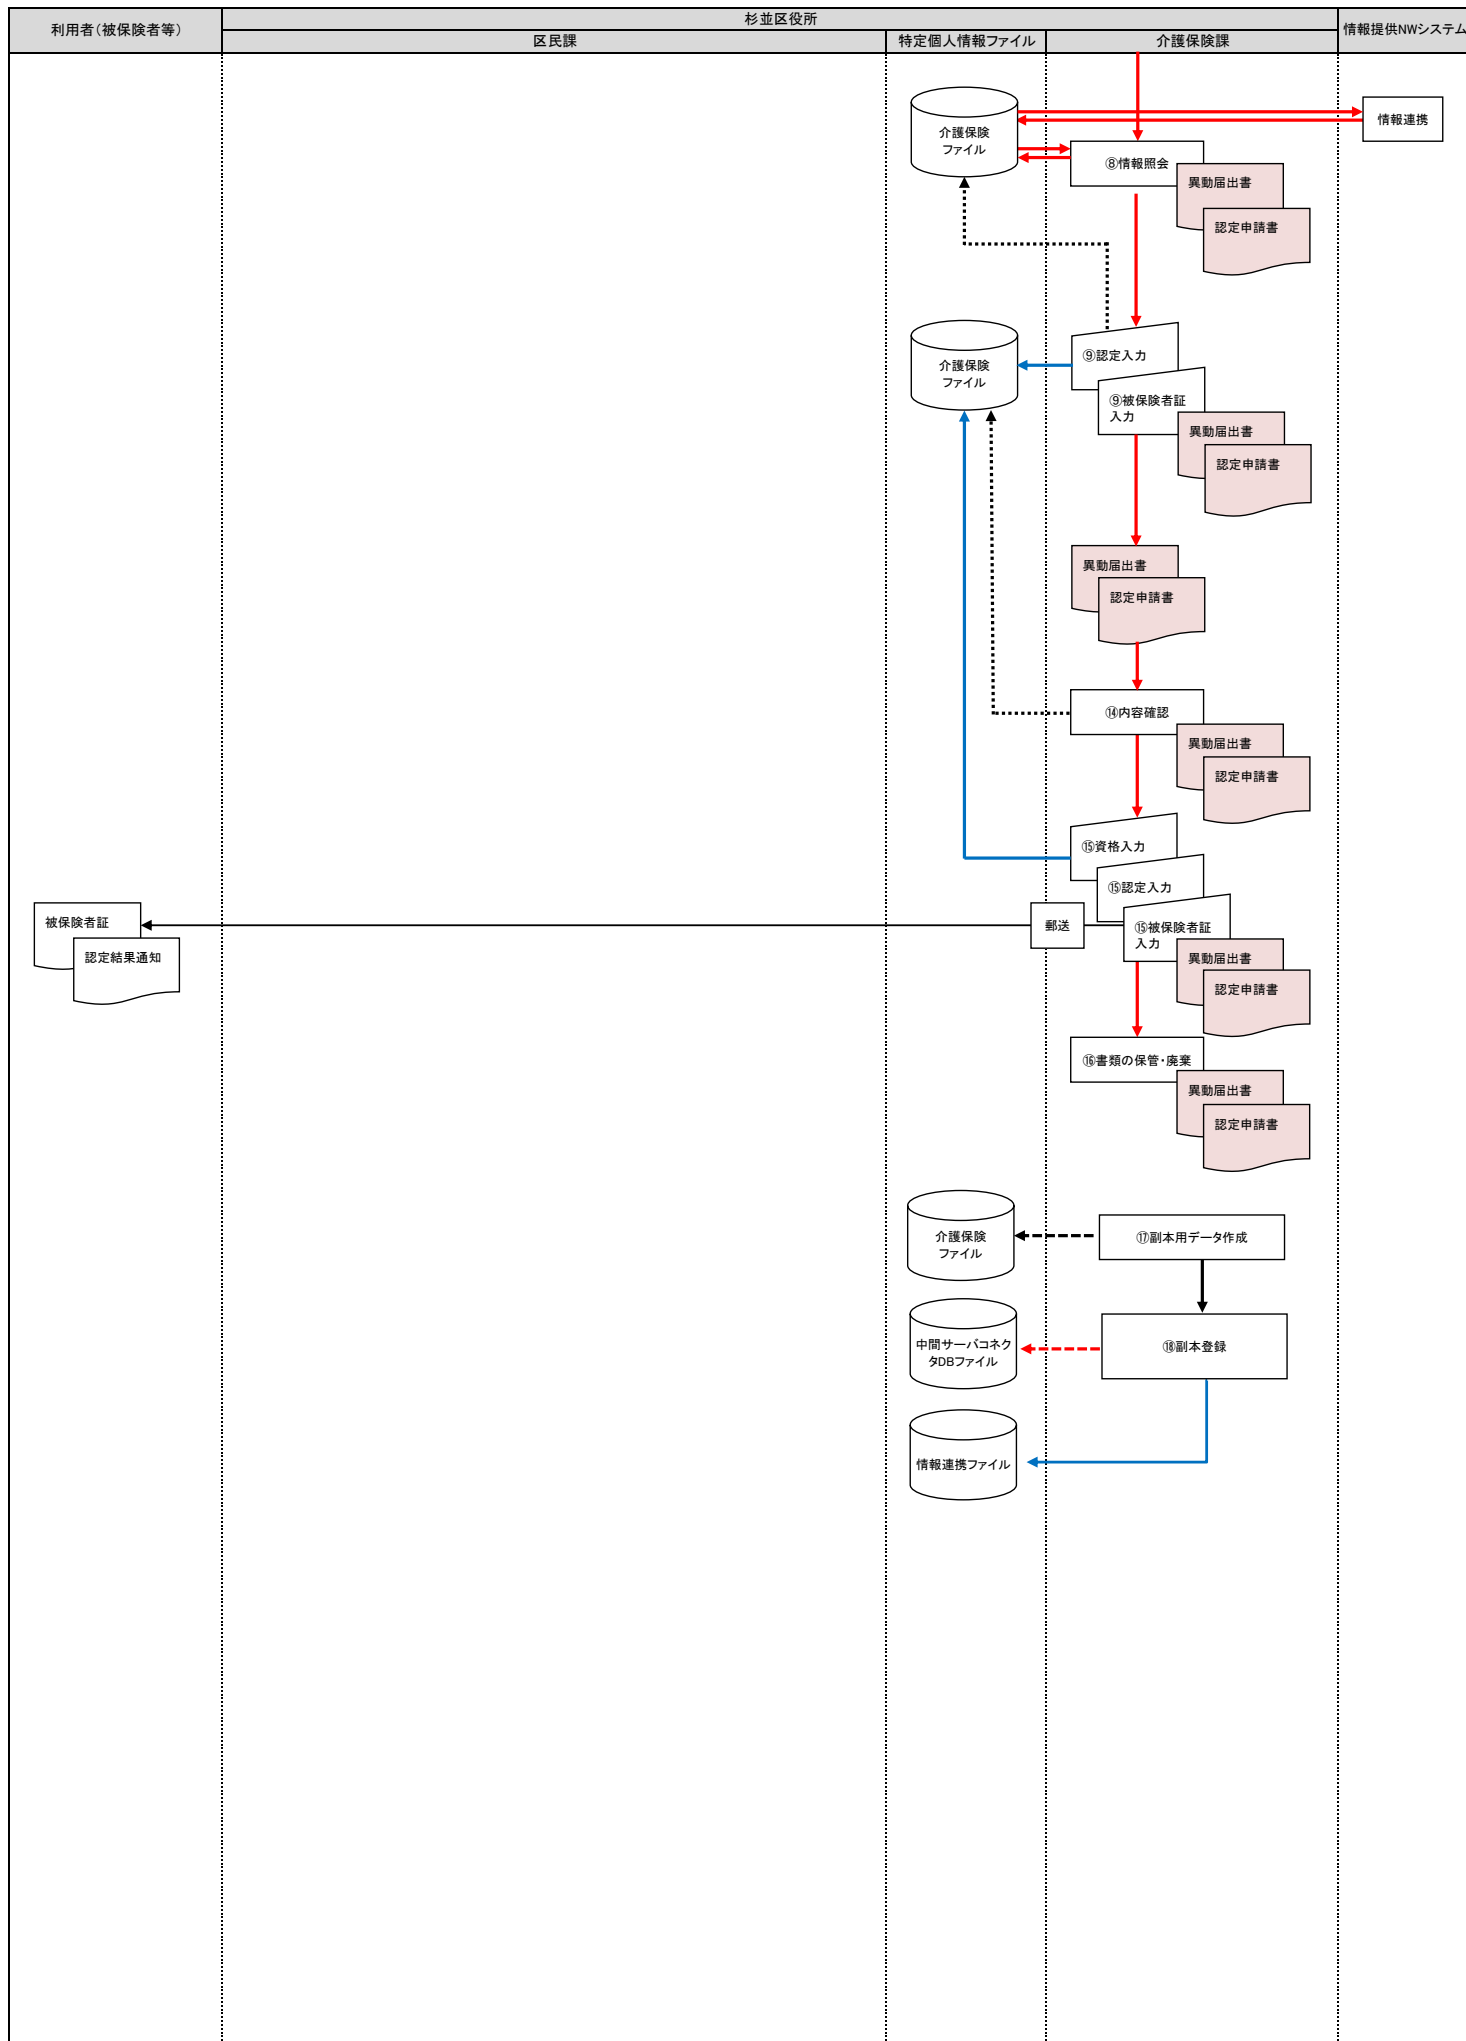 利用者(被保険者等)
杉並区役所
情報提供NWシステム
区民課
特定個人情報ファイル
介護保険課
介護保険
ファイル
情報連携
⑧情報照会
異動届出書
認定申請書
介護保険
ファイル
⑨認定入力
⑨被保険者証
入力
異動届出書
認定申請書
異動届出書
認定申請書
⑭内容確認
異動届出書
認定申請書
⑮資格入力
⑮認定入力
被保険者証
認定結果通知
郵送
⑮被保険者証
入力
異動届出書
認定申請書
⑯書類の保管・廃棄
異動届出書
認定申請書
介護保険
ファイル
⑰副本用データ作成
中間サーバコネク
タDBファイル
⑱副本登録
情報連携ファイル